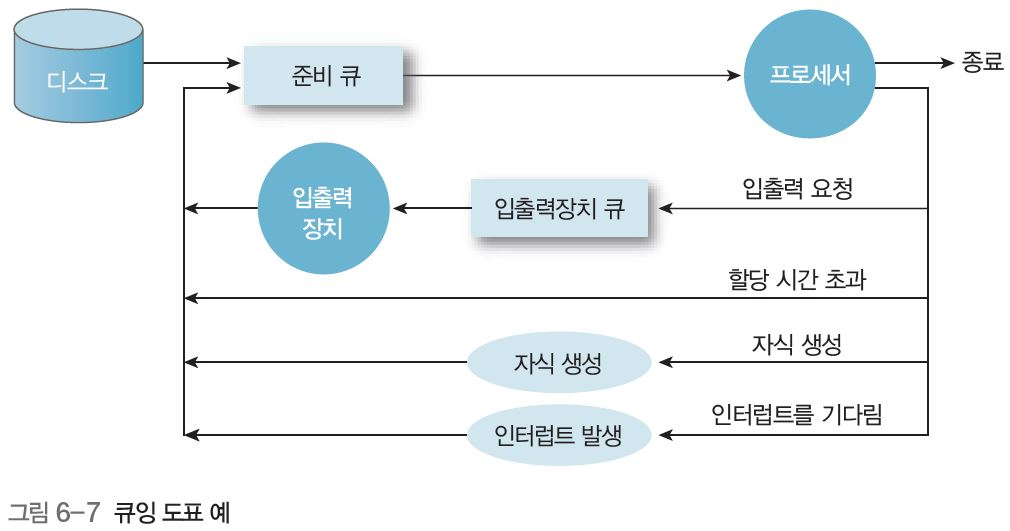 디스크
준비 큐
프로세서
종료
입출력
장치
입출력장치 큐
입출력 요청
할당 시간 초과
자식 생성
자식 생성
인터럽트 발생
인터럽트를 기다림
그림 6-7 큐잉 도표 예